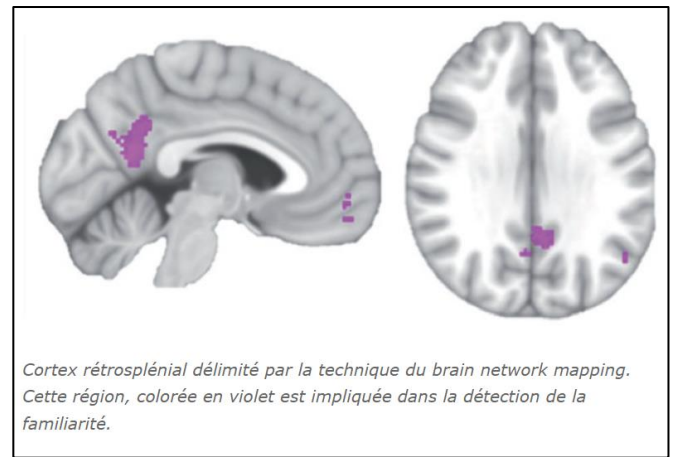 Cortex rétrosplénial délimité par la technique du brain network mapping.
Cette région, colorée en violet est impliquée dans la détection de la
familiarité.